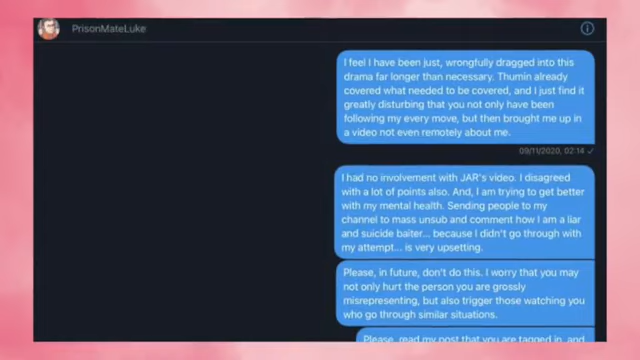 PrisonMateLuke
I feel I have been just, wrongfully dragged into this
drama far longer than necessary. Thumin already
covered what needed to be covered, and I just find it
greatly disturbing that you not only have been
following my every move, but then brought me up in
a video not even remotely about me.
09/11/2020, 02:14 ✓
I had no involvement with JAR's video. I disagreed
with a lot of points also. And, I am trying to get better
with my mental health. Sending people to my
channel to mass unsub and comment how I am a liar
and suicide baiter... because I didn't go through with
my attempt... is very upsetting.
Please, in future, don't do this. I worry that you may
not only hurt the person you are grossly
misrepresenting, but also trigger those watching you
who go through similar situations.
Please, read my post that you are tagged in, and